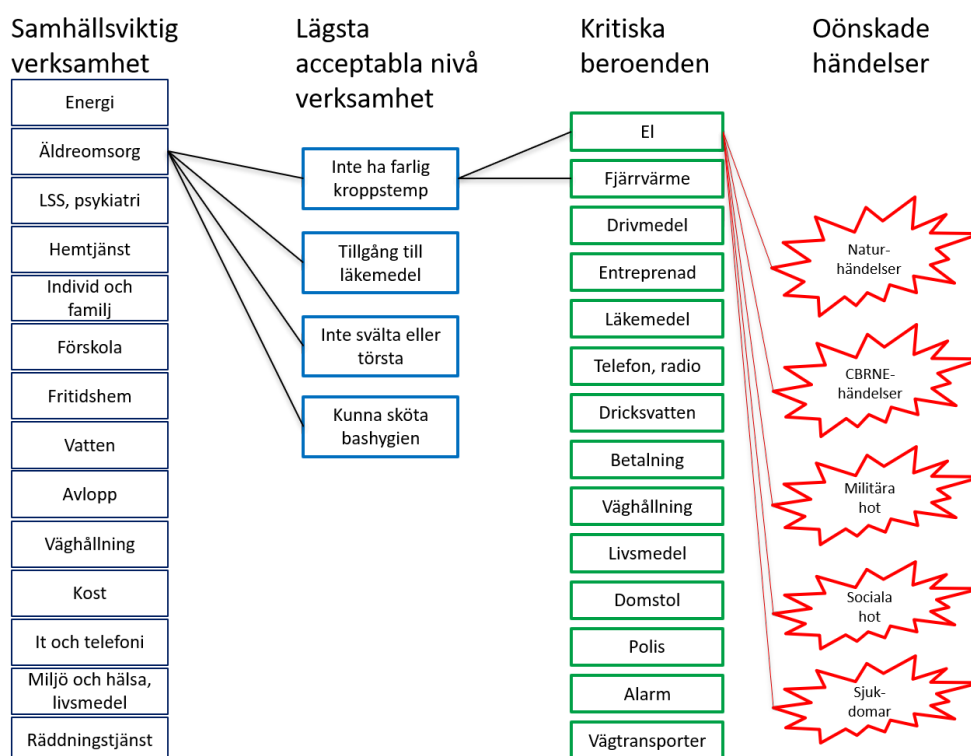 Samhällsviktig
verksamhet
Energi
Äldreomsorg
LSS, psykiatri
Hemtjänst
Individ och
familj
Förskola
Fritidshem
Vatten
Avlopp
Väghållning
Kost
It och telefoni
Miljö och hälsa,
livsmedel
Räddningstjänst
Lägsta
acceptabla nivå
verksamhet
Inte ha farlig
kroppstemp
Tillgång till
läkemedel
Inte svälta eller
törsta
Kunna sköta
bashygien
Kritiska
beroenden
El
Fjärrvärme
Drivmedel
Entreprenad
Läkemedel
Telefon, radio
Dricksvatten
Betalning
Väghållning
Livsmedel
Domstol
Polis
Alarm
Vägtransporter
Oönskade
händelser
Natur-
händelser
CBRNE-
händelser
Militära
hot
Sociala
hot
Sjuk-
domar